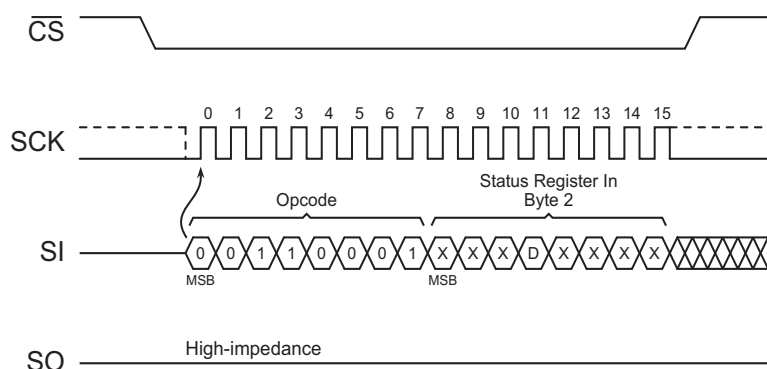 CS
0 1 2 3 4 5 6 7 8 9 10 11 12 13 14 15
SCK
Status Register In
Opcode Byte 2
SI 0 0 1 1 0 0 0 1 X X X D X X X X
MSB MSB
High-impedance
SO